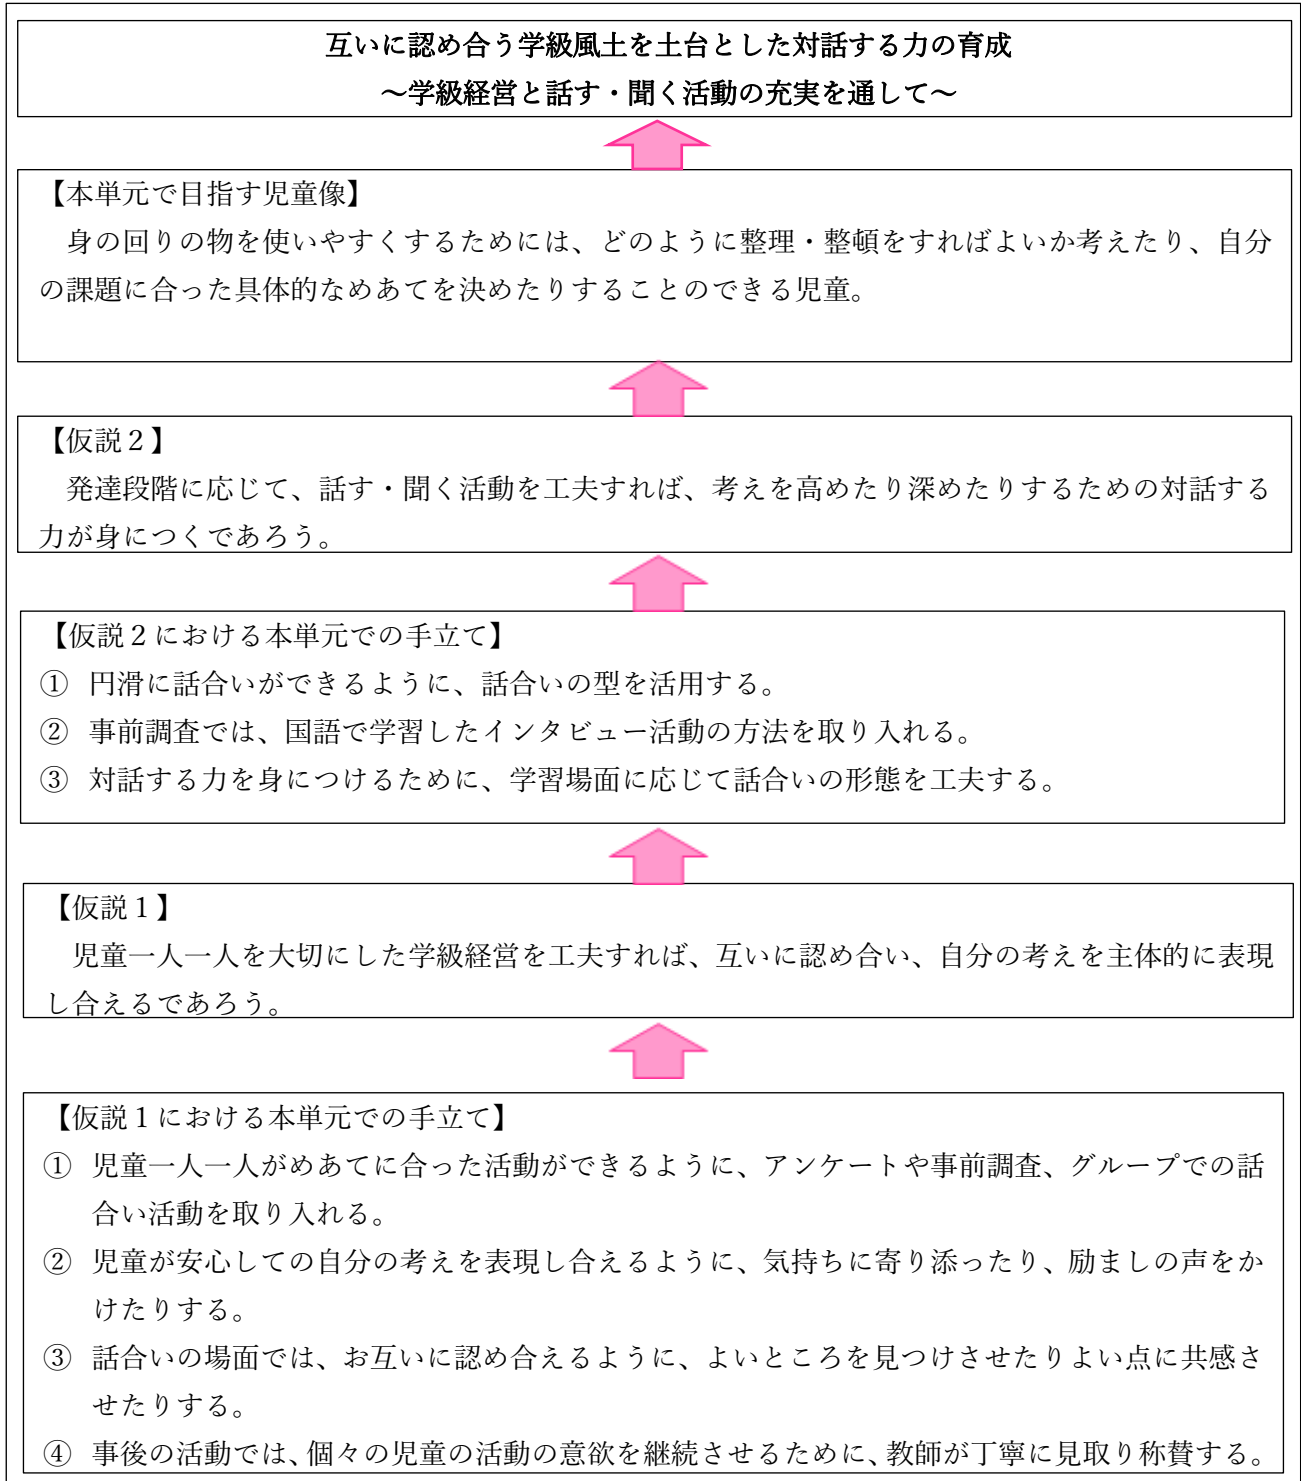 互いに認め合う学級風土を土台とした対話する力の育成
～学級経営と話す・聞く活動の充実を通して～
【本単元で目指す児童像】
身の回りの物を使いやすくするためには、どのように整理・整頓をすればよいか考えたり、自分
の課題に合った具体的なめあてを決めたりすることのできる児童。
【仮説２】
発達段階に応じて、話す・聞く活動を工夫すれば、考えを高めたり深めたりするための対話する
力が身につくであろう。
【仮説２における本単元での手立て】
① 円滑に話合いができるように、話合いの型を活用する。
② 事前調査では、国語で学習したインタビュー活動の方法を取り入れる。
③ 対話する力を身につけるために、学習場面に応じて話合いの形態を工夫する。
【仮説１】
児童一人一人を大切にした学級経営を工夫すれば、互いに認め合い、自分の考えを主体的に表現
し合えるであろう。
【仮説１における本単元での手立て】
① 児童一人一人がめあてに合った活動ができるように、アンケートや事前調査、グループでの話
合い活動を取り入れる。
② 児童が安心しての自分の考えを表現し合えるように、気持ちに寄り添ったり、励ましの声をか
けたりする。
③ 話合いの場面では、お互いに認め合えるように、よいところを見つけさせたりよい点に共感さ
せたりする。
④ 事後の活動では、個々の児童の活動の意欲を継続させるために、教師が丁寧に見取り称賛する。